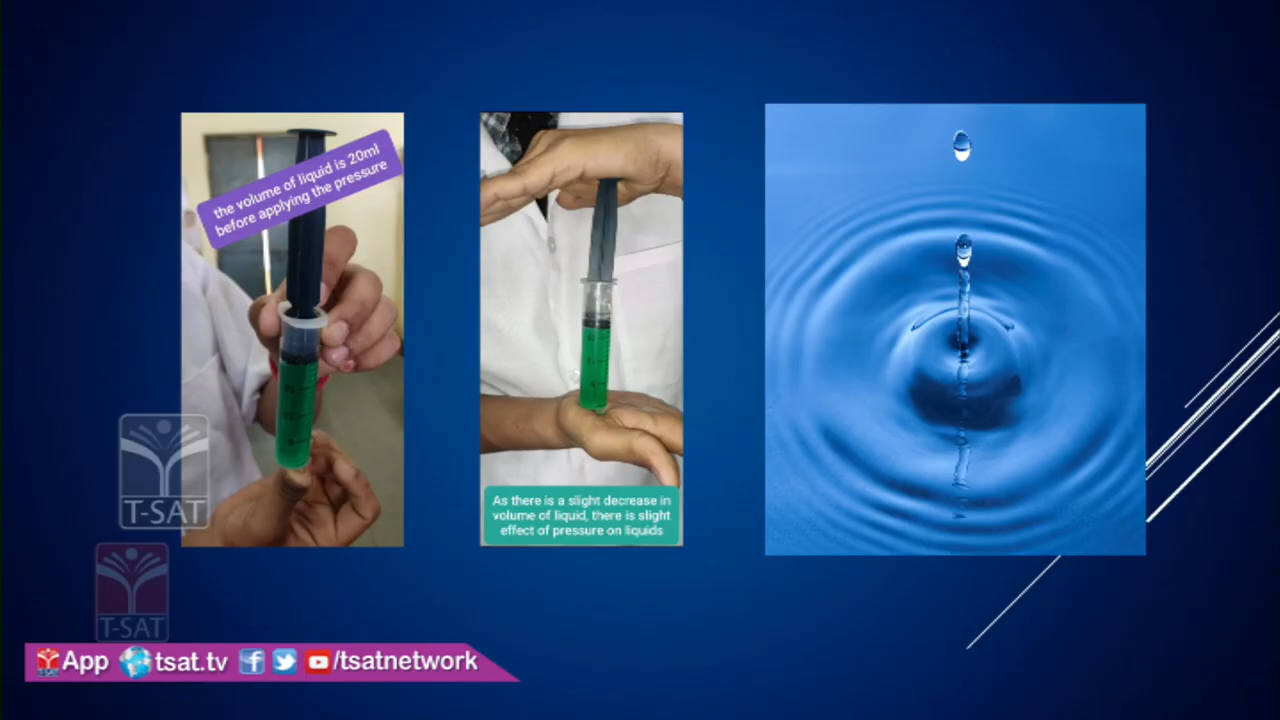 the volume of liquid is 20ml
before applying the pressure
As there is a slight decrease in
volume of liquid, there is slight
effect of pressure on liquids
T-SAT
T-SAT
App tsat.tv /tsatnetwork